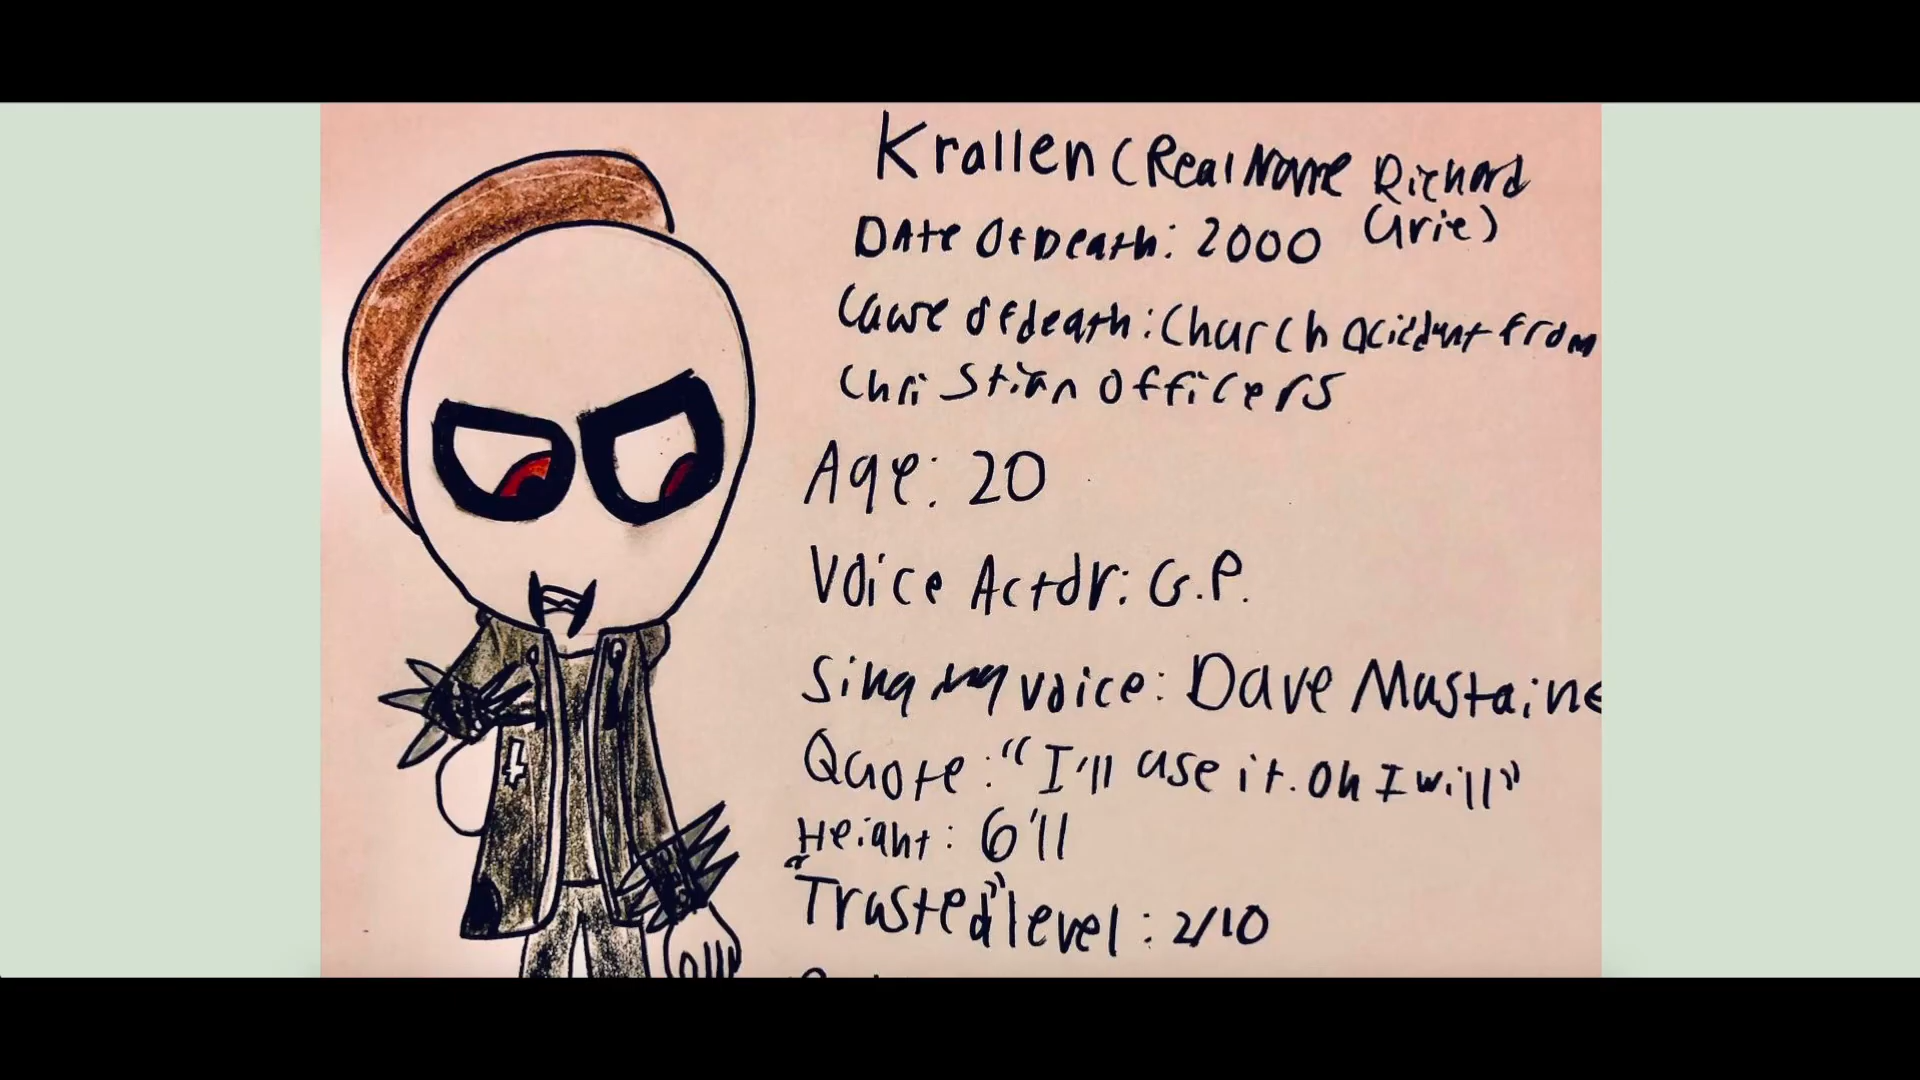 Krallen (Real Name Richard
Urie)
Date Of Death: 2000
Cause of death: Church aciddunt from
Christian Officers
Age: 20
Voice Actor: G.P.
Singing voice: Dave Mustaine
Quote: "I'll use it. Oh I will"
Height: 6'11
"Trusted" level: 2/10